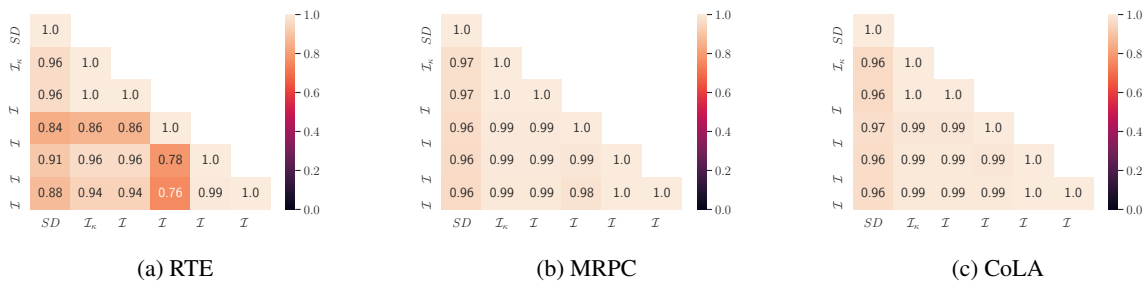 SD 1.0
I_κ 0.96 1.0
I 0.96 1.0 1.0
I 0.84 0.86 0.86 1.0
I 0.91 0.96 0.96 0.78 1.0
I 0.88 0.94 0.94 0.76 0.99 1.0
SD I_κ I I I I
1.0
0.8
0.6
0.4
0.2
0.0
(a) RTE
SD 1.0
I_κ 0.97 1.0
I 0.97 1.0 1.0
I 0.96 0.99 0.99 1.0
I 0.96 0.99 0.99 0.99 1.0
I 0.96 0.99 0.99 0.98 1.0 1.0
SD I_κ I I I I
1.0
0.8
0.6
0.4
0.2
0.0
(b) MRPC
SD 1.0
I_κ 0.96 1.0
I 0.96 1.0 1.0
I 0.97 0.99 0.99 1.0
I 0.96 0.99 0.99 0.99 1.0
I 0.96 0.99 0.99 0.99 1.0 1.0
SD I_κ I I I I
1.0
0.8
0.6
0.4
0.2
0.0
(c) CoLA